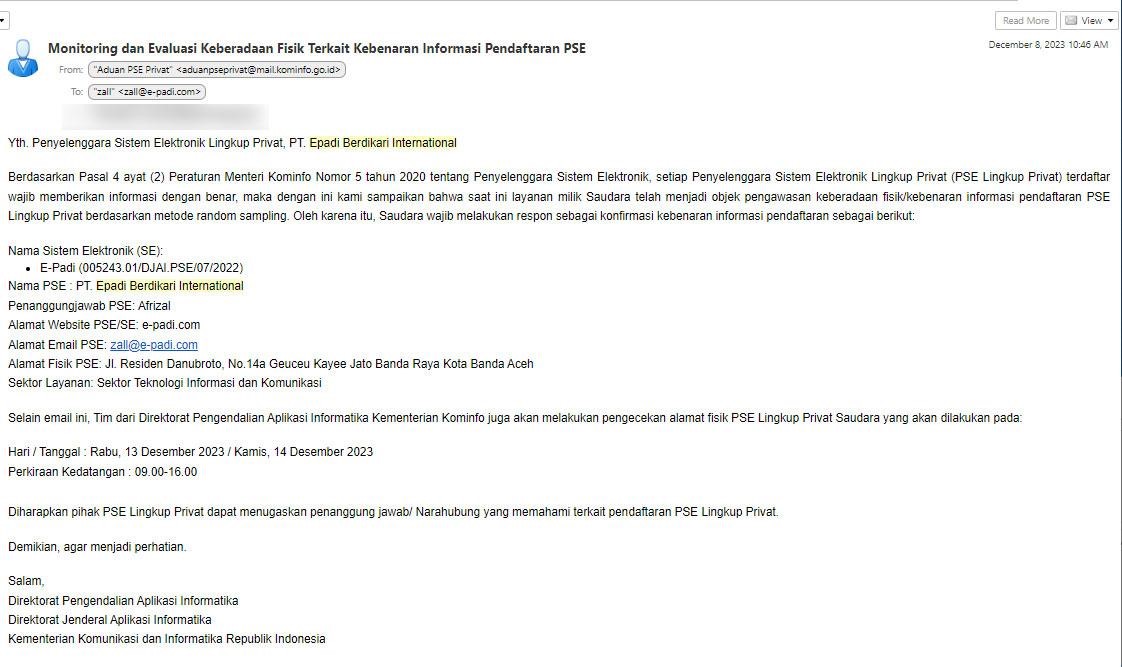 Read More
View
Monitoring dan Evaluasi Keberadaan Fisik Terkait Kebenaran Informasi Pendaftaran PSE
December 8, 2023 10:46 AM
From: "Aduan PSE Privat" <aduanpseprivat@mail.kominfo.go.id>
To: "zall" <zall@e-padi.com>
Yth. Penyelenggara Sistem Elektronik Lingkup Privat, PT. Epadi Berdikari International
Berdasarkan Pasal 4 ayat (2) Peraturan Menteri Kominfo Nomor 5 tahun 2020 tentang Penyelenggara Sistem Elektronik, setiap Penyelenggara Sistem Elektronik Lingkup Privat (PSE Lingkup Privat) terdaftar
wajib memberikan informasi dengan benar, maka dengan ini kami sampaikan bahwa saat ini layanan milik Saudara telah menjadi objek pengawasan keberadaan fisik/kebenaran informasi pendaftaran PSE
Lingkup Privat berdasarkan metode random sampling. Oleh karena itu, Saudara wajib melakukan respon sebagai konfirmasi kebenaran informasi pendaftaran sebagai berikut:
Nama Sistem Elektronik (SE):
• E-Padi (005243.01/DJAI.PSE/07/2022)
Nama PSE : PT. Epadi Berdikari International
Penanggungjawab PSE: Afrizal
Alamat Website PSE/SE: e-padi.com
Alamat Email PSE: zall@e-padi.com
Alamat Fisik PSE: Jl. Residen Danubroto, No.14a Geuceu Kayee Jato Banda Raya Kota Banda Aceh
Sektor Layanan: Sektor Teknologi Informasi dan Komunikasi
Selain email ini, Tim dari Direktorat Pengendalian Aplikasi Informatika Kementerian Kominfo juga akan melakukan pengecekan alamat fisik PSE Lingkup Privat Saudara yang akan dilakukan pada:
Hari / Tanggal : Rabu, 13 Desember 2023 / Kamis, 14 Desember 2023
Perkiraan Kedatangan : 09.00-16.00
Diharapkan pihak PSE Lingkup Privat dapat menugaskan penanggung jawab/ Narahubung yang memahami terkait pendaftaran PSE Lingkup Privat.
Demikian, agar menjadi perhatian.
Salam,
Direktorat Pengendalian Aplikasi Informatika
Direktorat Jenderal Aplikasi Informatika
Kementerian Komunikasi dan Informatika Republik Indonesia